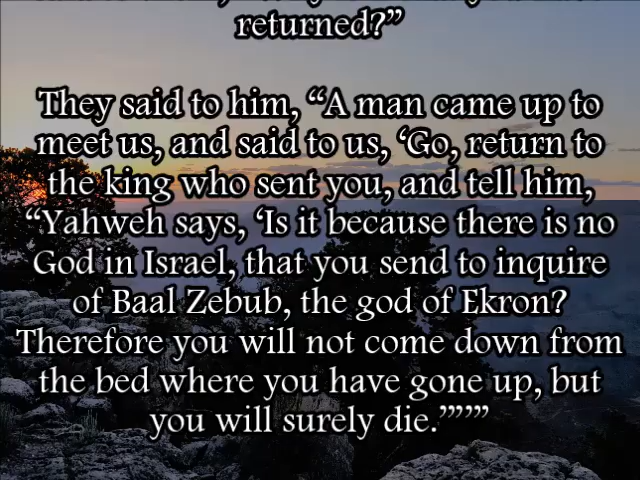 returned?”
They said to him, “A man came up to
meet us, and said to us, ‘Go, return to
the king who sent you, and tell him,
“Yahweh says, ‘Is it because there is no
God in Israel, that you send to inquire
of Baal Zebub, the god of Ekron?
Therefore you will not come down from
the bed where you have gone up, but
you will surely die.’”’”